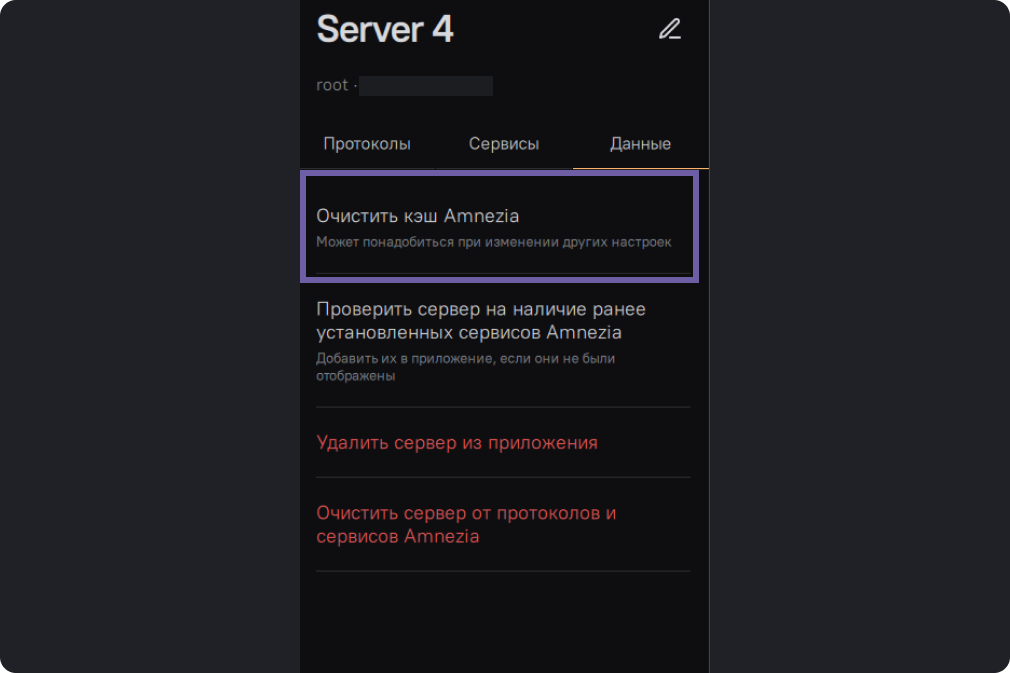 Server 4
root ·
Протоколы
Сервисы
Данные
Очистить кэш Amnezia
Может понадобиться при изменении других настроек
Проверить сервер на наличие ранее
установленных сервисов Amnezia
Добавить их в приложение, если они не были
отображены
Удалить сервер из приложения
Очистить сервер от протоколов и
сервисов Amnezia